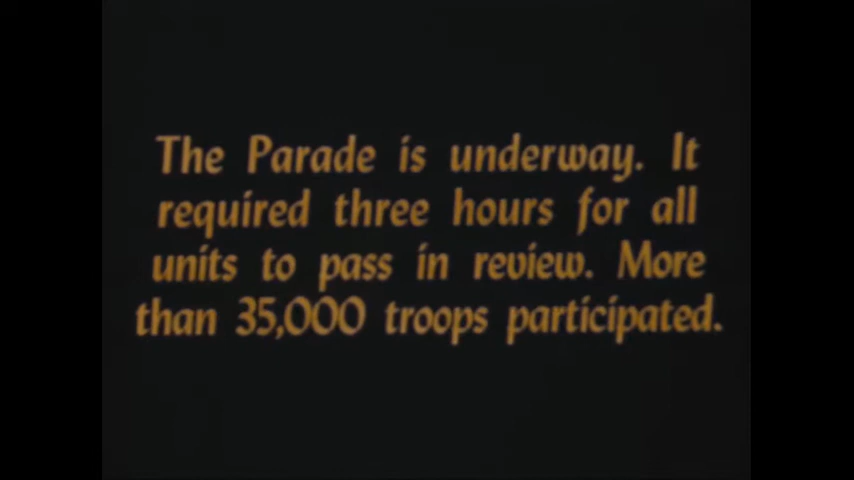 The Parade is underway. It
required three hours for all
units to pass in review. More
than 35,000 troops participated.